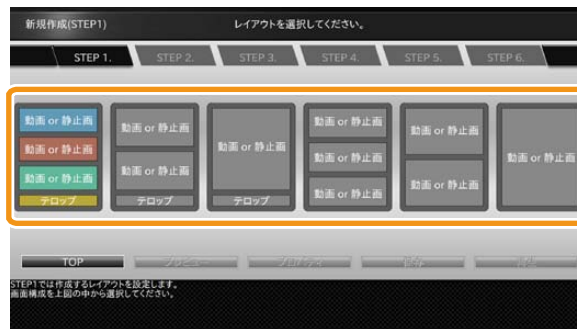 新規作成(STEP1)
レイアウトを選択してください。
STEP 1.
STEP 2.
STEP 3.
STEP 4.
STEP 5.
STEP 6.
動画 or 静止画
動画 or 静止画
動画 or 静止画
テロップ
動画 or 静止画
動画 or 静止画
テロップ
動画 or 静止画
テロップ
動画 or 静止画
動画 or 静止画
動画 or 静止画
動画 or 静止画
動画 or 静止画
動画 or 静止画
TOP
プレビュー
STEP1では作成するレイアウトを設定します。
画面構成を上図の中から選択してください。